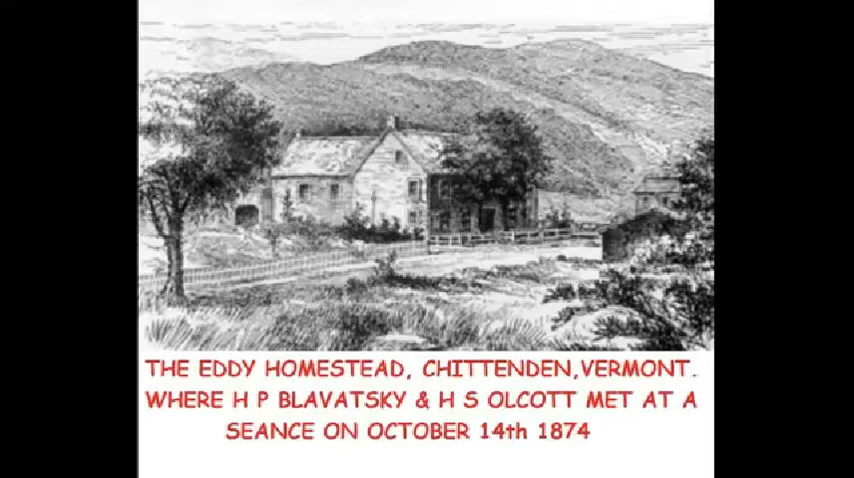 THE EDDY HOMESTEAD, CHITTENDEN,VERMONT.
WHERE H P BLAVATSKY & H S OLCOTT MET AT A
SEANCE ON OCTOBER 14th 1874